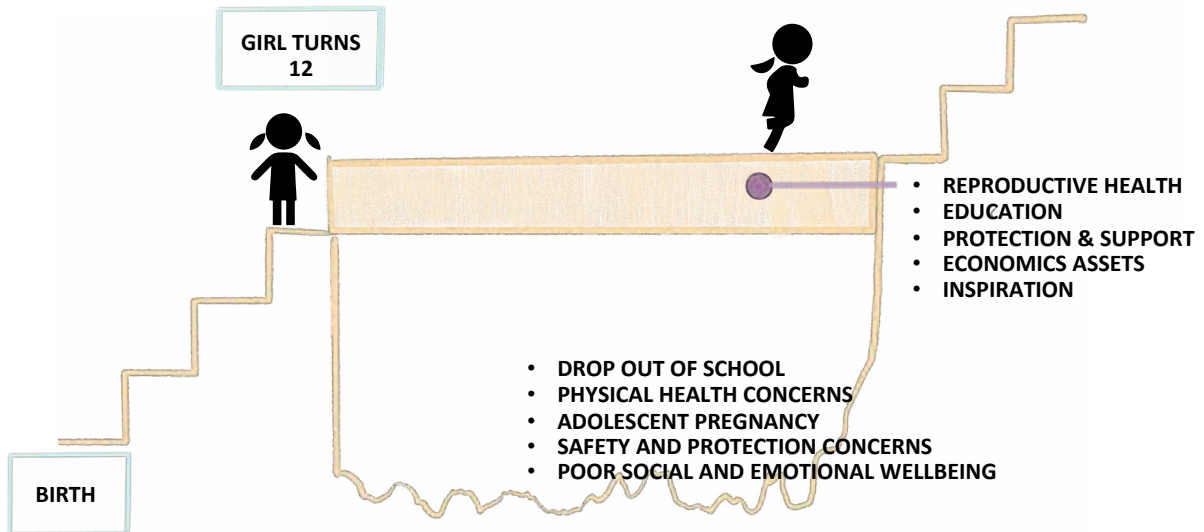 GIRL TURNS
12
• REPRODUCTIVE HEALTH
• EDUCATION
• PROTECTION & SUPPORT
• ECONOMICS ASSETS
• INSPIRATION
• DROP OUT OF SCHOOL
• PHYSICAL HEALTH CONCERNS
• ADOLESCENT PREGNANCY
• SAFETY AND PROTECTION CONCERNS
• POOR SOCIAL AND EMOTIONAL WELLBEING
BIRTH